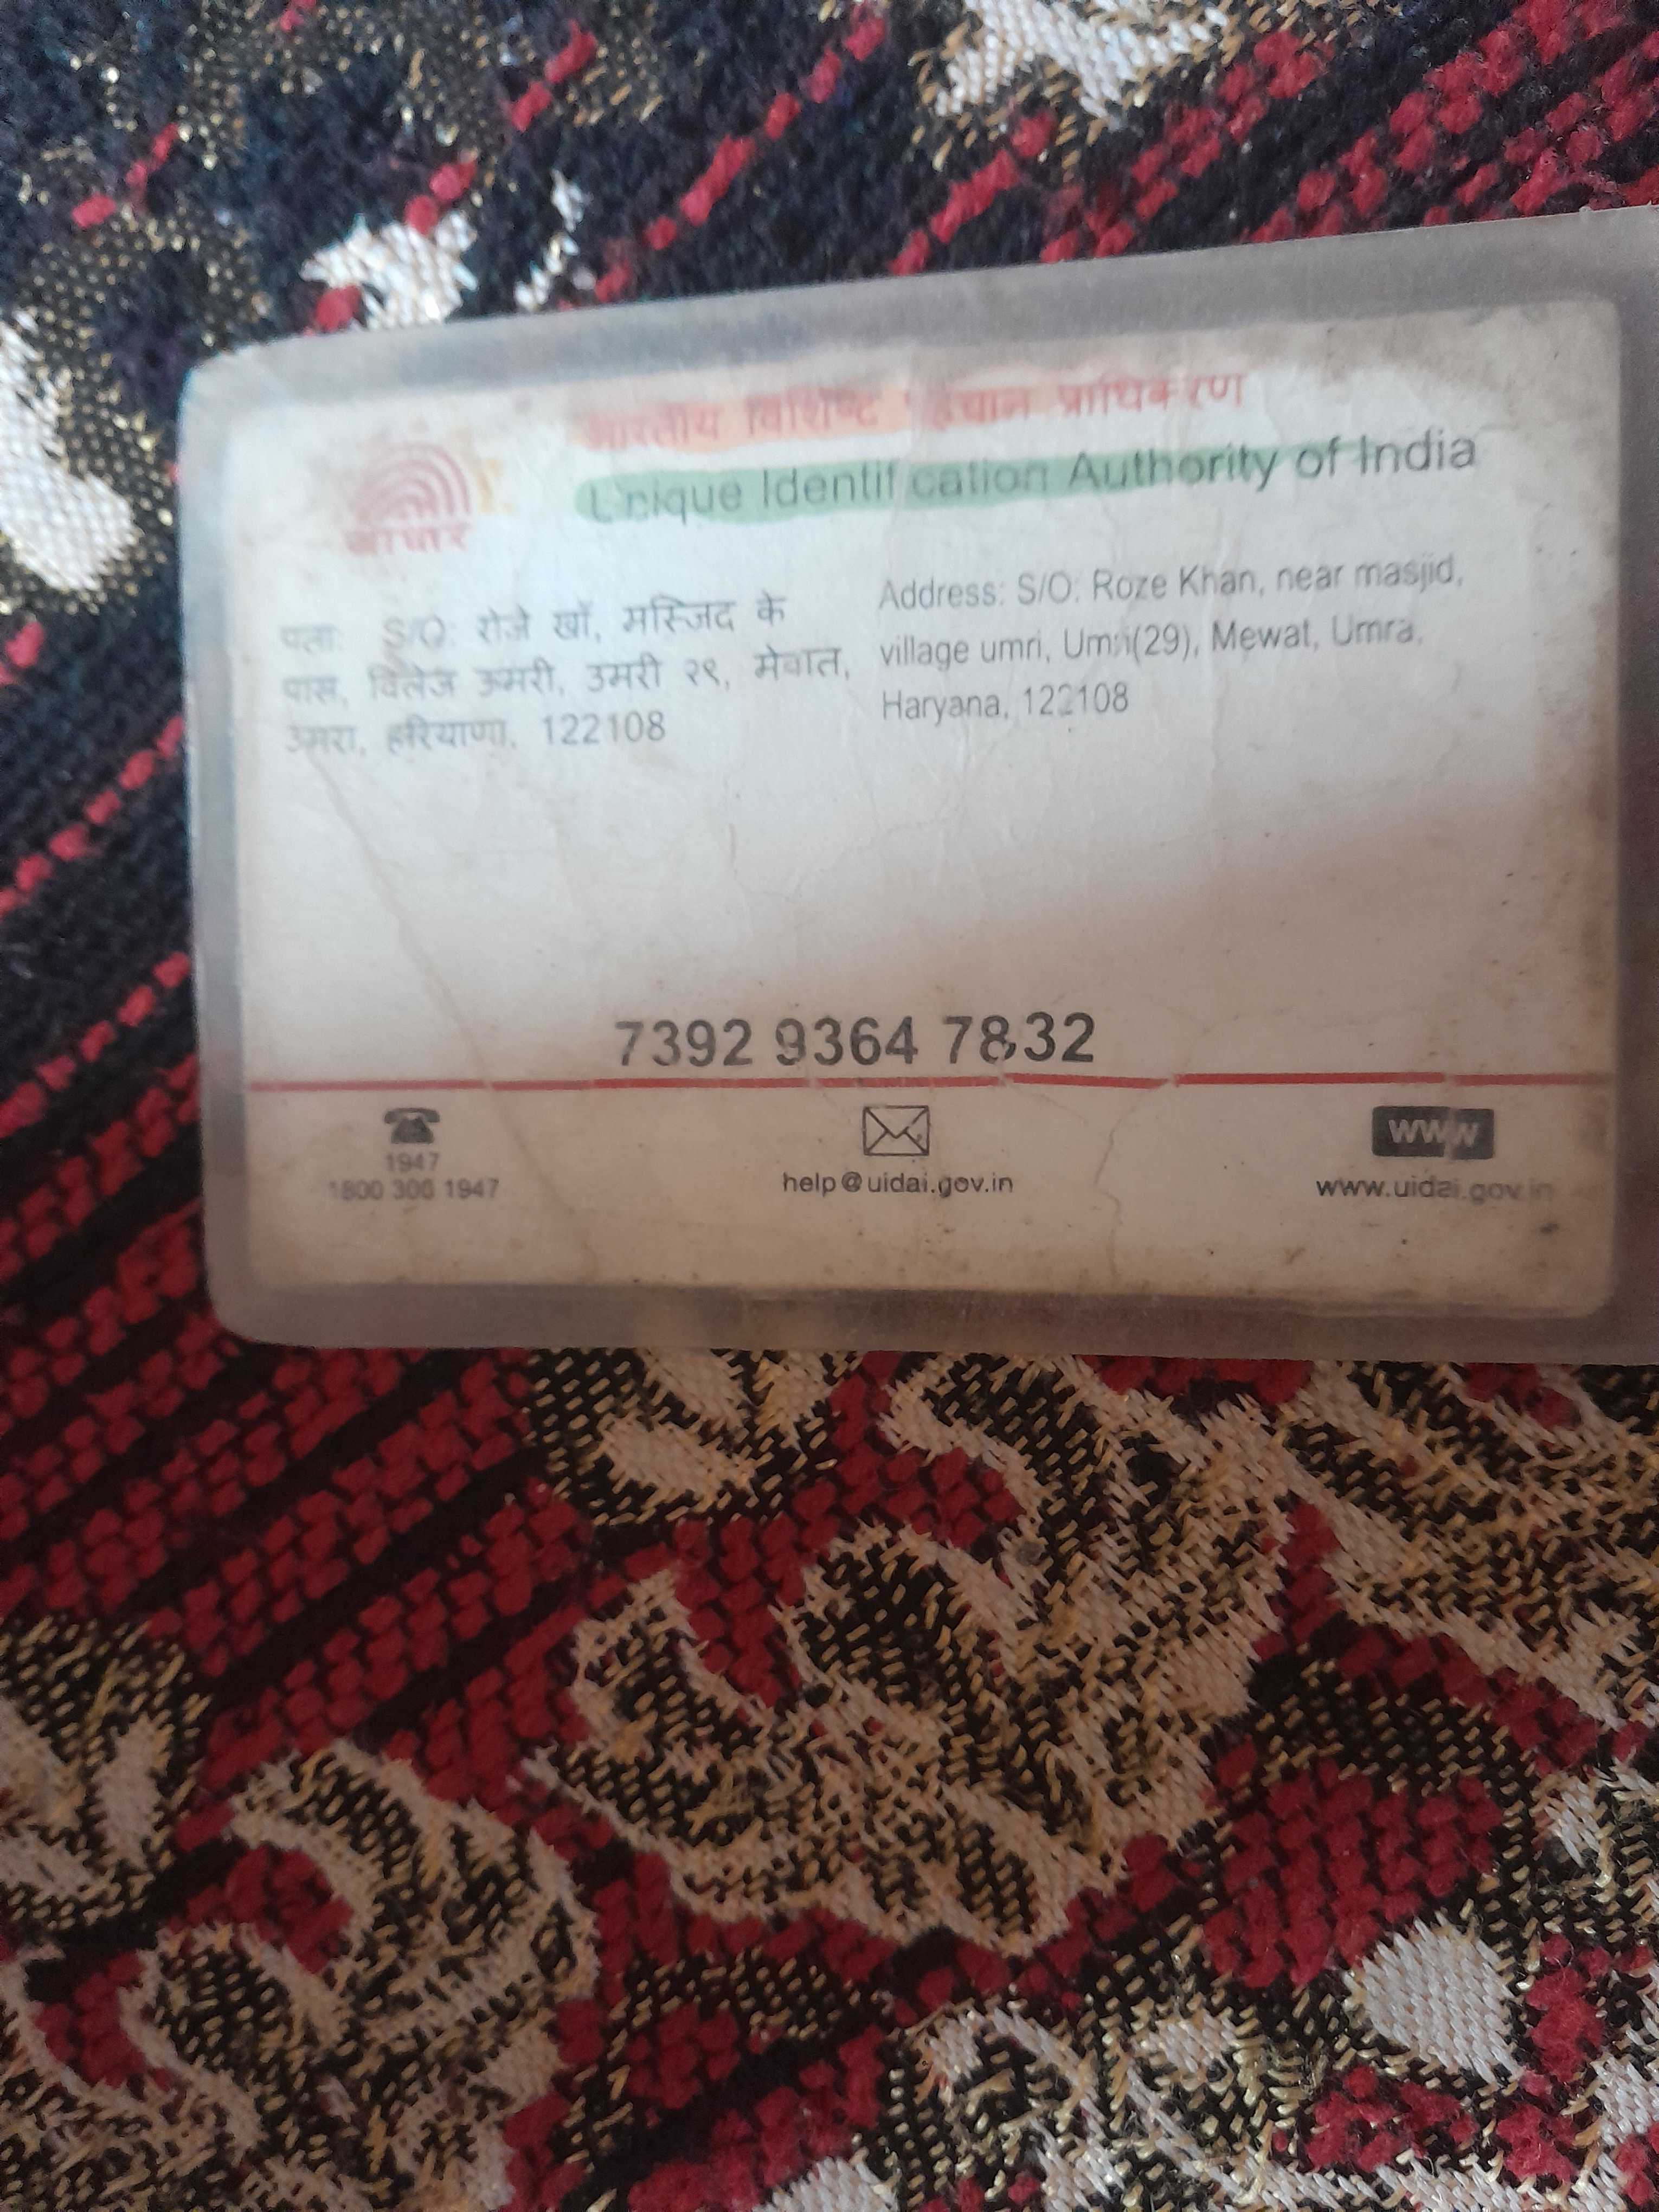 भारतीय विशिष्ट पहचान प्राधिकरण
Unique Identification Authority of India
आधार
पता: S/O: रोजे खाँ, मस्जिद के
पास, विलेज ऊमरी, उमरी २९, मेवात,
उमरा, हरियाणा, 122108
Address: S/O: Roze Khan, near masjid,
village umri, Umri(29), Mewat, Umra,
Haryana, 122108
7392 9364 7832
1947
1800 300 1947
help@uidai.gov.in
www
www.uidai.gov.in